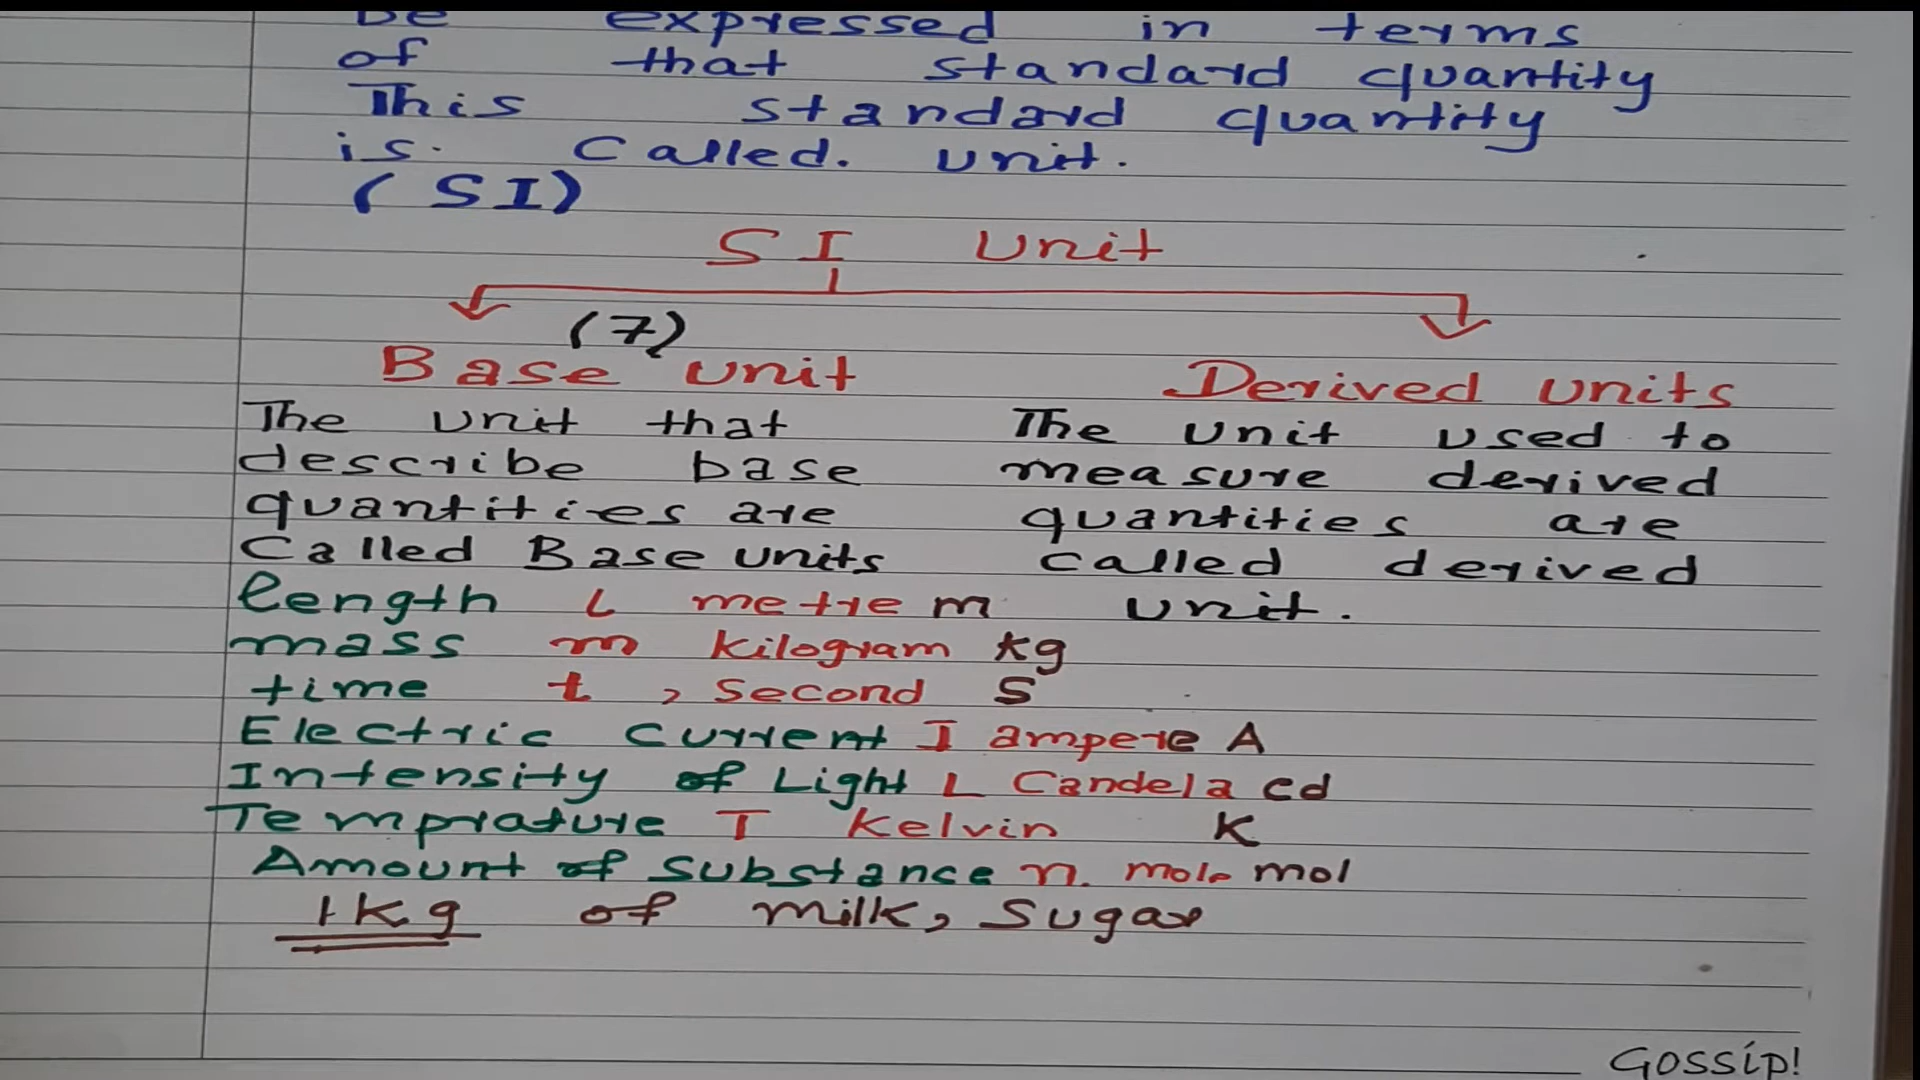 be expressed in terms
of that standard quantity
This standard quantity
is. Called. unit.
(SI)
SI unit
(7)
Base unit
The unit that
describe base
quantities are
Called Base units
length L metre m
mass m kilogram kg
time t, second s
Electric current I ampere A
Intensity of Light L Candela cd
Temprature T Kelvin K
Amount of substance n. mole mol
1kg of milk, sugar
Derived units
The unit used to
measure derived
quantities are
called derived
unit.
Gossip!